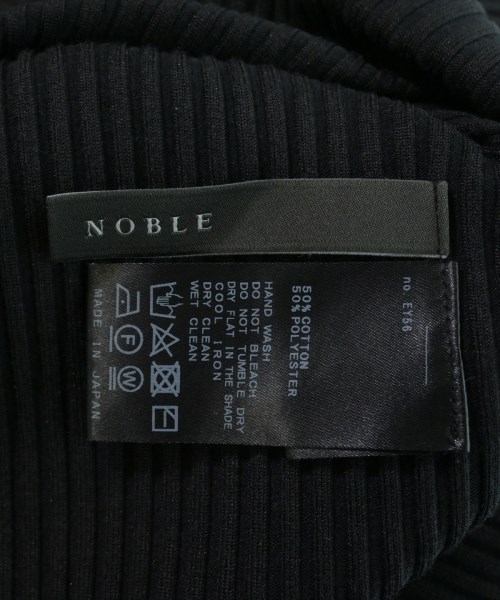 NOBLE
no EY56
50% COTTON
50% POLYESTER
HAND WASH
DO NOT BLEACH
DO NOT TUMBLE DRY
DRY FLAT IN THE SHADE
COOL IRON
DRY CLEAN
WET CLEAN
F
W
MADE IN JAPAN